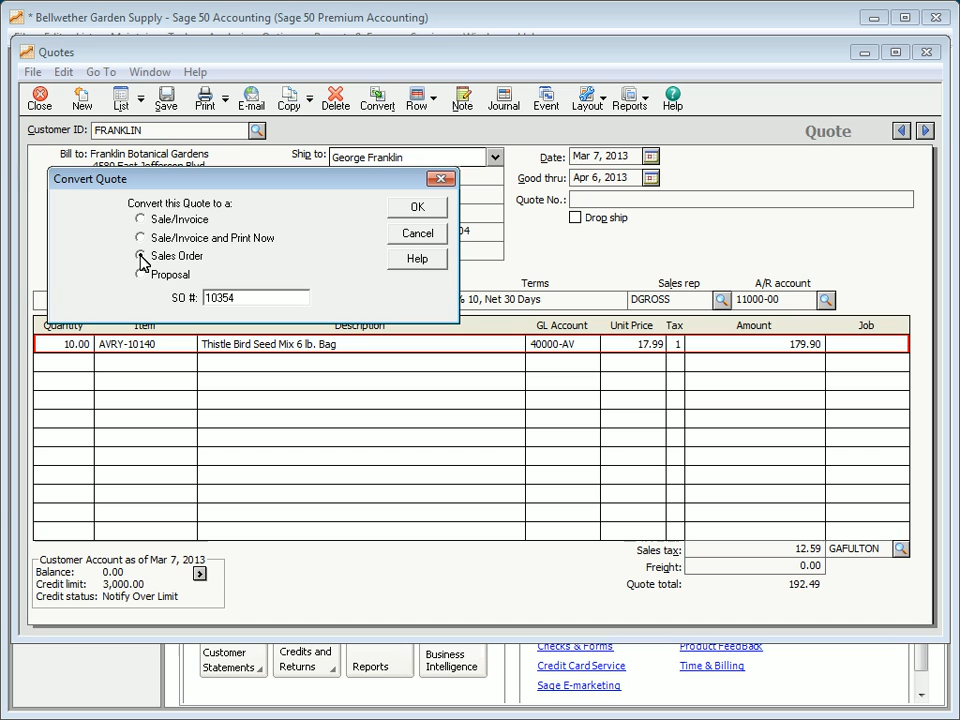 * Bellwether Garden Supply - Sage 50 Accounting (Sage 50 Premium Accounting)
Quotes
File Edit Go To Window Help
Close New List Save Print E-mail Copy Convert Delete Row Note Journal Event Layout Reports Help
Customer ID: FRANKLIN
Quote
Bill to: Franklin Botanical Gardens
Ship to: George Franklin
Date: Mar 7, 2013
Good thru: Apr 6, 2013
Quote No.:
Drop ship
Convert Quote
Convert this Quote to a:
Sale/Invoice
Sale/Invoice and Print Now
Sales Order
Proposal
SO #: 10354
OK
Cancel
Help
04
Terms Sales rep A/R account
% 10, Net 30 Days DGROSS 11000-00
Quantity Item Description GL Account Unit Price Tax Amount Job
10.00 AVRY-10140 Thistle Bird Seed Mix 6 lb. Bag 40000-AV 17.99 1 179.90
Sales tax: 12.59 GAFULTON
Freight: 0.00
Quote total: 192.49
Customer Account as of Mar 7, 2013
Balance: 0.00
Credit limit: 3,000.00
Credit status: Notify Over Limit
Customer Statements
Credits and Returns
Reports
Business Intelligence
Checks & Forms
Product Feedback
Credit Card Service
Time & Billing
Sage E-marketing